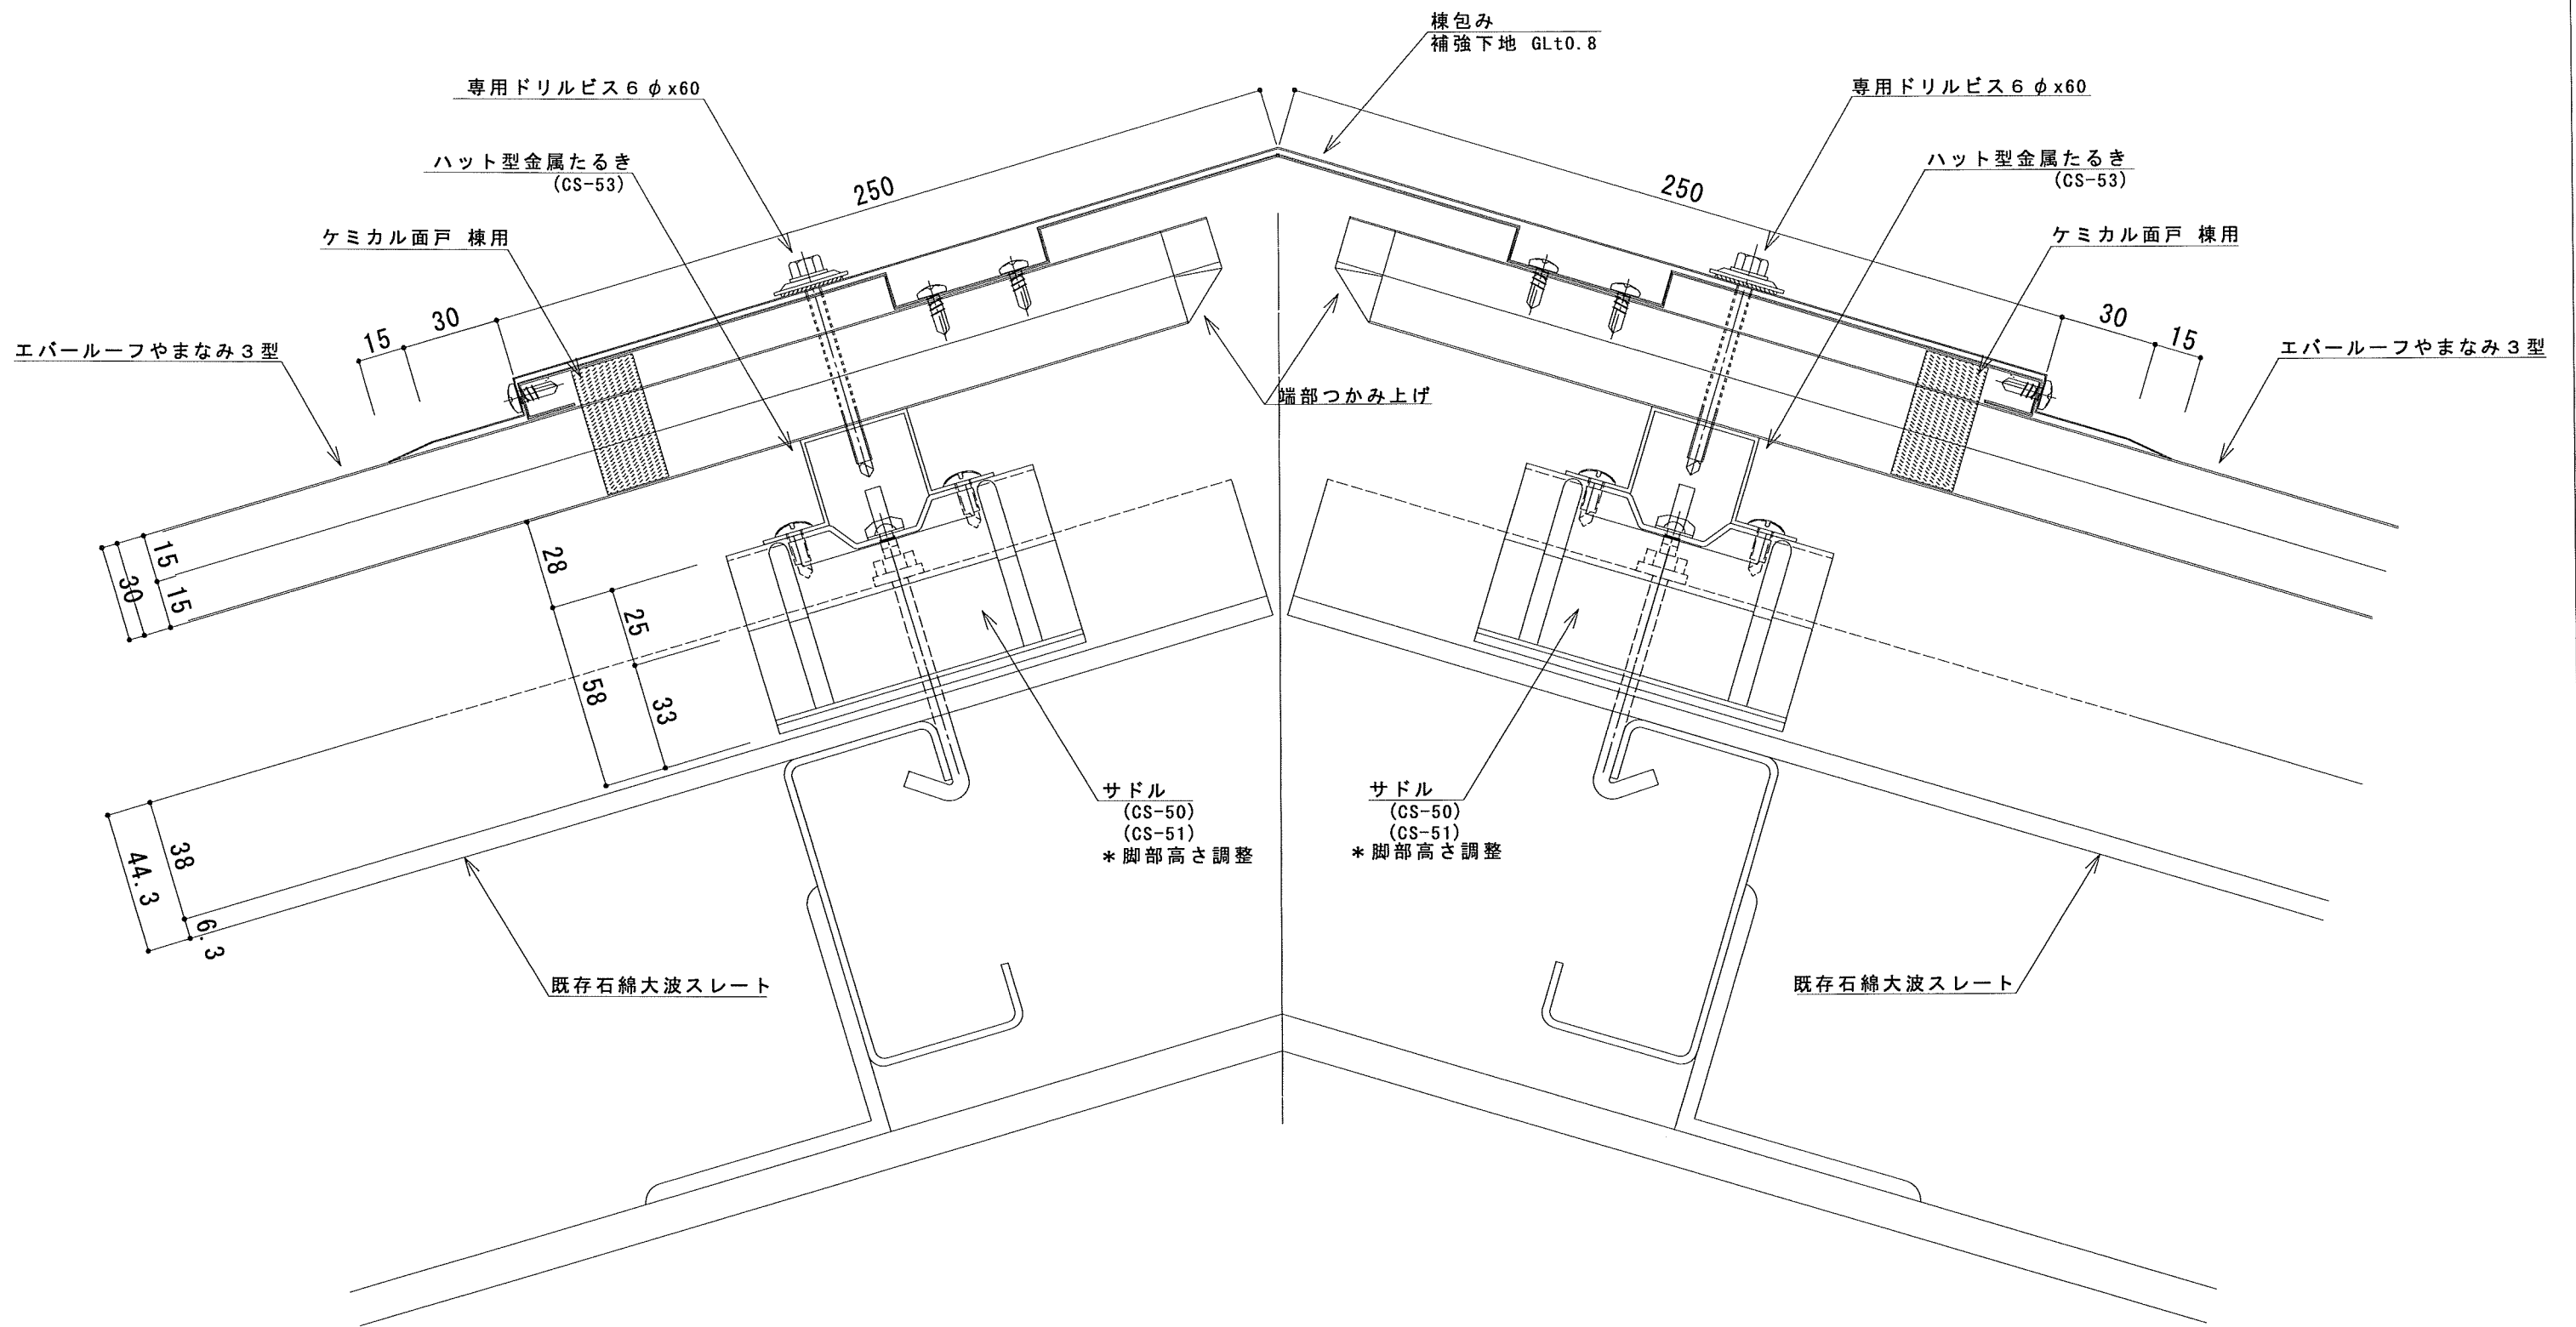 棟包み
補強下地 GLt0.8
専用ドリルビス6φx60
専用ドリルビス6φx60
ハット型金属たるき
(CS-53)
ハット型金属たるき
(CS-53)
250
250
ケミカル面戸 棟用
ケミカル面戸 棟用
15
30
30
15
エバールーフやまなみ3型
エバールーフやまなみ3型
端部つかみ上げ
15
30
15
28
25
58
33
サドル
(CS-50)
(CS-51)
*脚部高さ調整
サドル
(CS-50)
(CS-51)
*脚部高さ調整
38
44.3
6.3
既存石綿大波スレート
既存石綿大波スレート